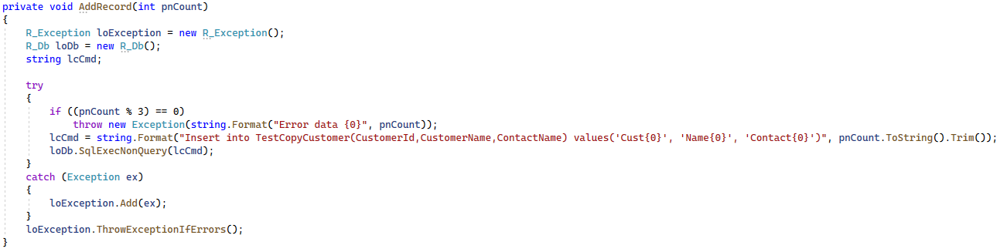 private void AddRecord(int pnCount)
{
    R_Exception loException = new R_Exception();
    R_Db loDb = new R_Db();
    string lcCmd;

    try
    {
        if ((pnCount % 3) == 0)
            throw new Exception(string.Format("Error data {0}", pnCount));
        lcCmd = string.Format("Insert into TestCopyCustomer(CustomerId,CustomerName,ContactName) values('Cust{0}', 'Name{0}', 'Contact{0}')", pnCount.ToString().Trim());
        loDb.SqlExecNonQuery(lcCmd);
    }
    catch (Exception ex)
    {
        loException.Add(ex);
    }
    loException.ThrowExceptionIfErrors();
}